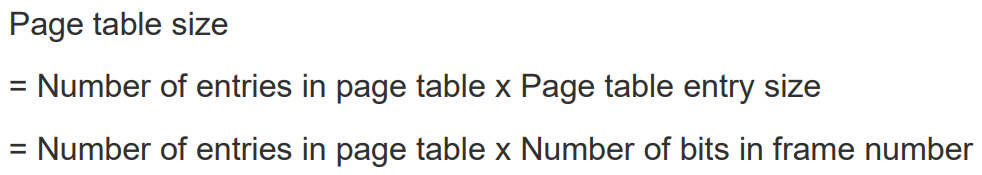 Page table size
= Number of entries in page table x Page table entry size
= Number of entries in page table x Number of bits in frame number